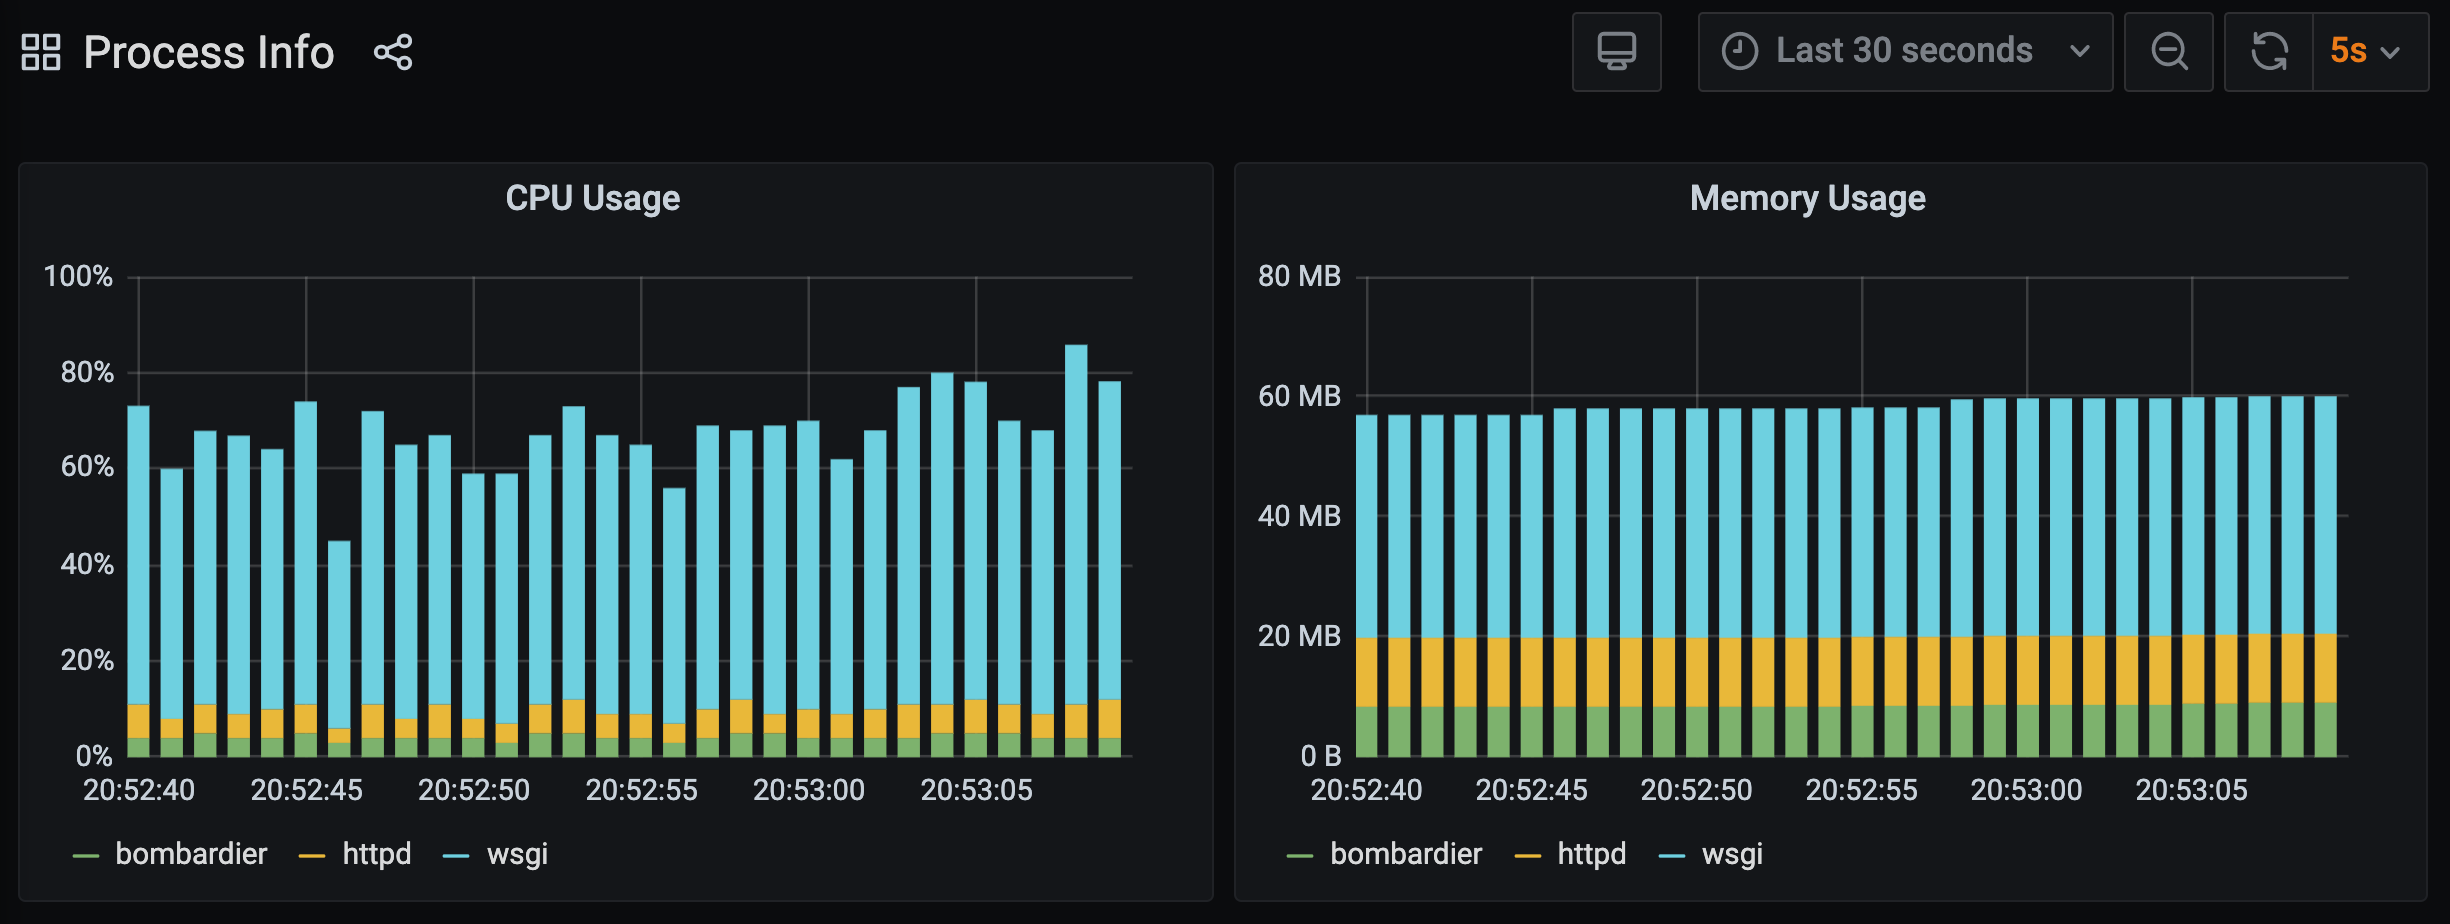 Process Info
Last 30 seconds
5s
CPU Usage
100%
80%
60%
40%
20%
0%
20:52:40 20:52:45 20:52:50 20:52:55 20:53:00 20:53:05
bombardier httpd wsgi
Memory Usage
80 MB
60 MB
40 MB
20 MB
0 B
20:52:40 20:52:45 20:52:50 20:52:55 20:53:00 20:53:05
bombardier httpd wsgi